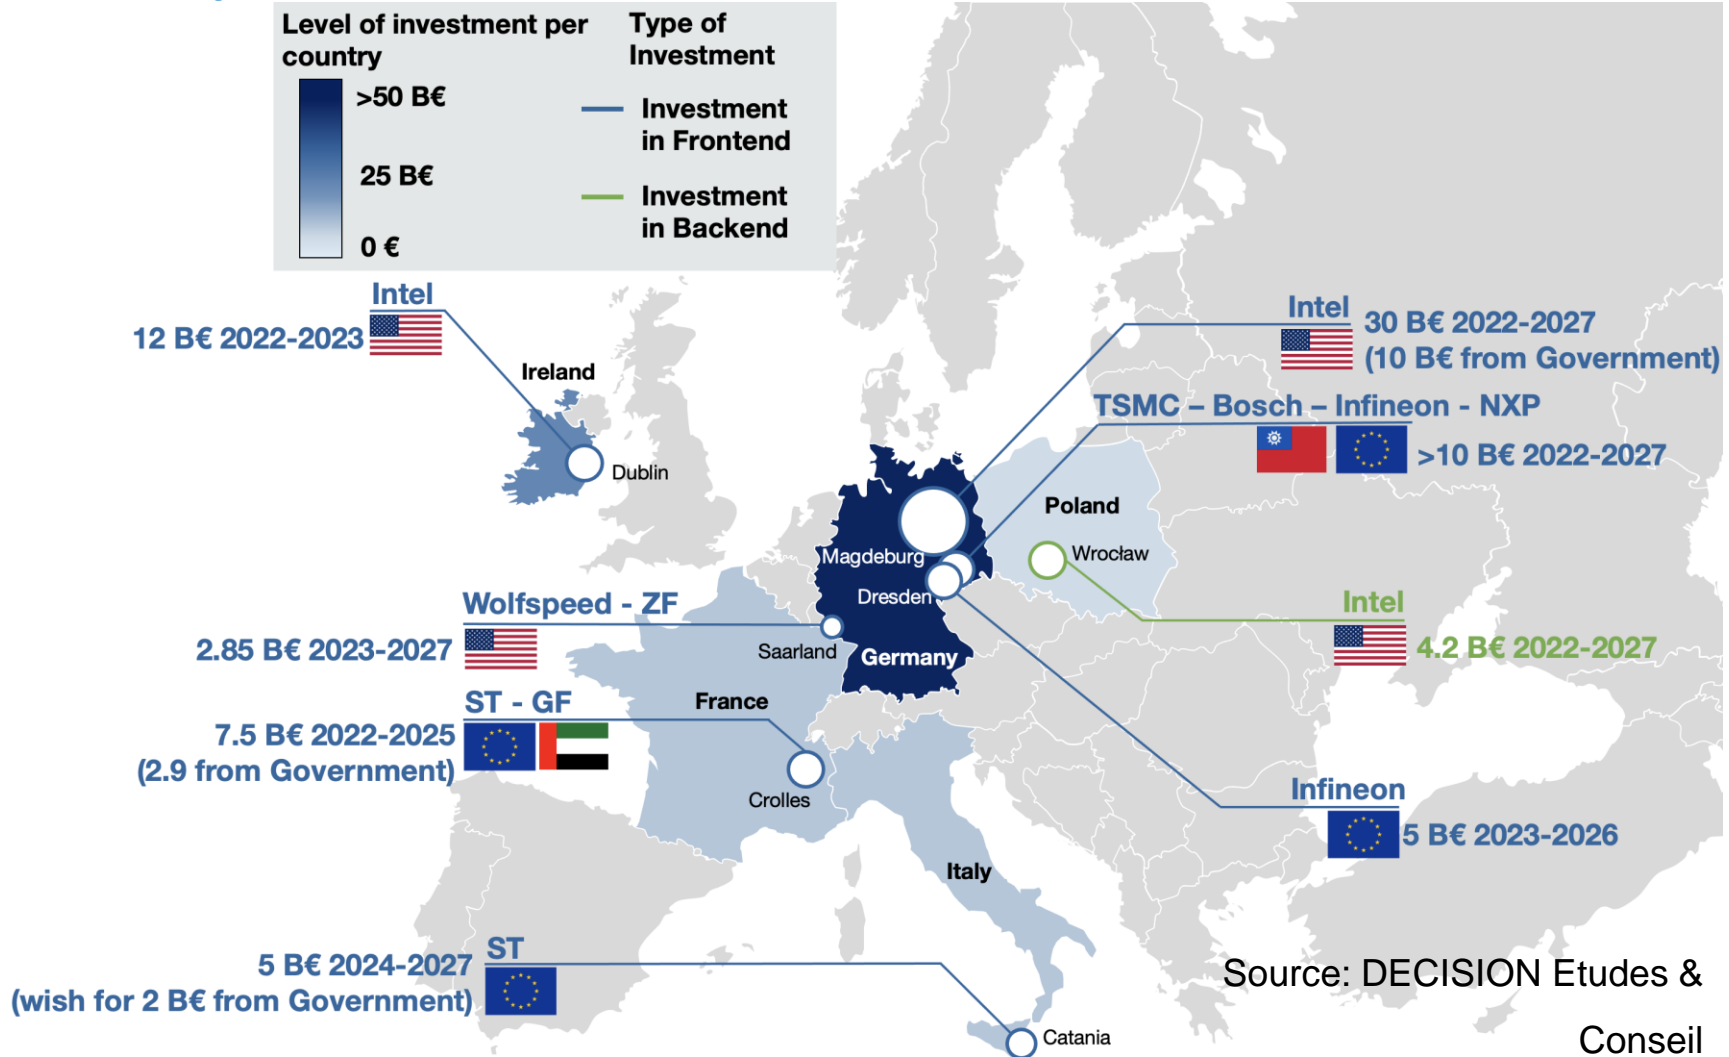 Level of investment per
country
>50 B€
25 B€
0 €
Type of
Investment
Investment
in Frontend
Investment
in Backend
Intel
12 B€ 2022-2023
Ireland
Dublin
Intel
30 B€ 2022-2027
(10 B€ from Government)
TSMC – Bosch – Infineon - NXP
>10 B€ 2022-2027
Poland
Wrocław
Magdeburg
Dresden
Wolfspeed - ZF
2.85 B€ 2023-2027
Saarland
Germany
Intel
4.2 B€ 2022-2027
ST - GF
7.5 B€ 2022-2025
(2.9 from Government)
France
Crolles
Infineon
5 B€ 2023-2026
Italy
ST
5 B€ 2024-2027
(wish for 2 B€ from Government)
Catania
Source: DECISION Etudes &
Conseil